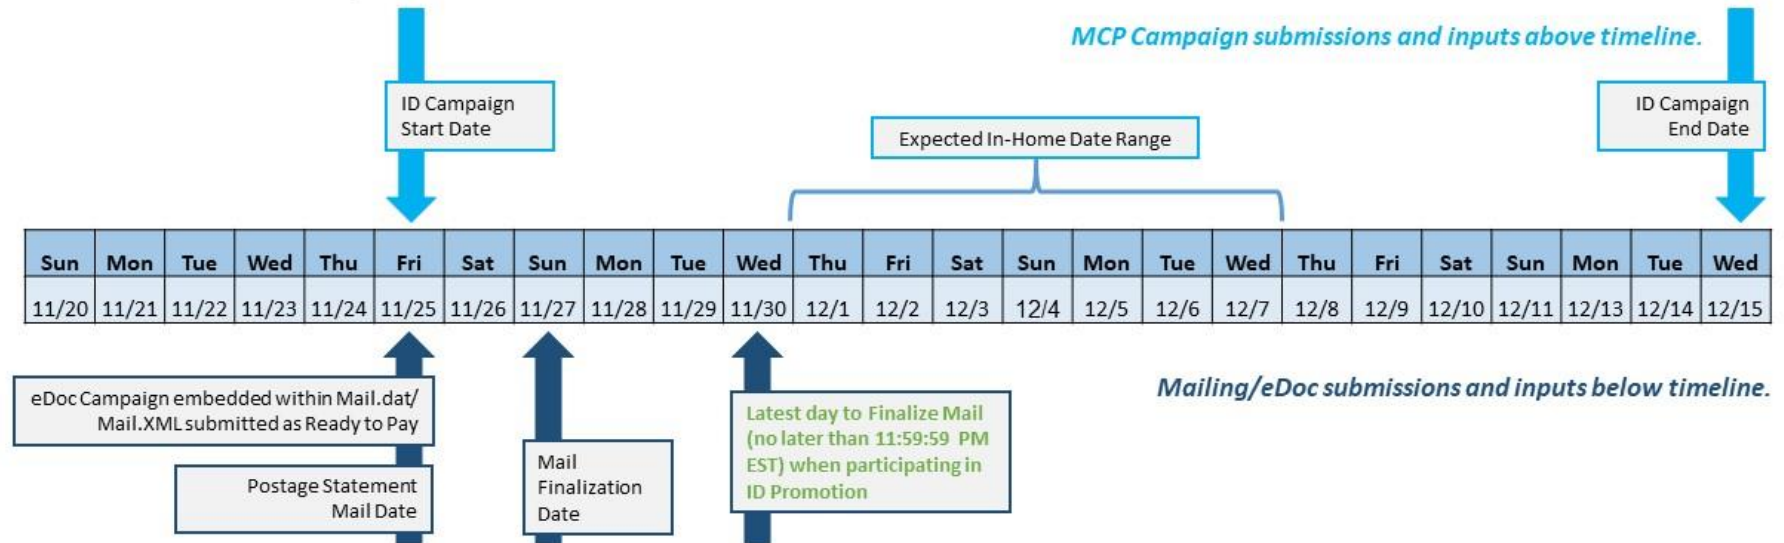 MCP Campaign submissions and inputs above timeline.
ID Campaign
Start Date
Expected In-Home Date Range
ID Campaign
End Date
Sun Mon Tue Wed Thu Fri Sat Sun Mon Tue Wed Thu Fri Sat Sun Mon Tue Wed Thu Fri Sat Sun Mon Tue Wed
11/20 11/21 11/22 11/23 11/24 11/25 11/26 11/27 11/28 11/29 11/30 12/1 12/2 12/3 12/4 12/5 12/6 12/7 12/8 12/9 12/10 12/11 12/13 12/14 12/15
eDoc Campaign embedded within Mail.dat/
Mail.XML submitted as Ready to Pay
Postage Statement
Mail Date
Mail
Finalization
Date
Latest day to Finalize Mail
(no later than 11:59:59 PM
EST) when participating in
ID Promotion
Mailing/eDoc submissions and inputs below timeline.